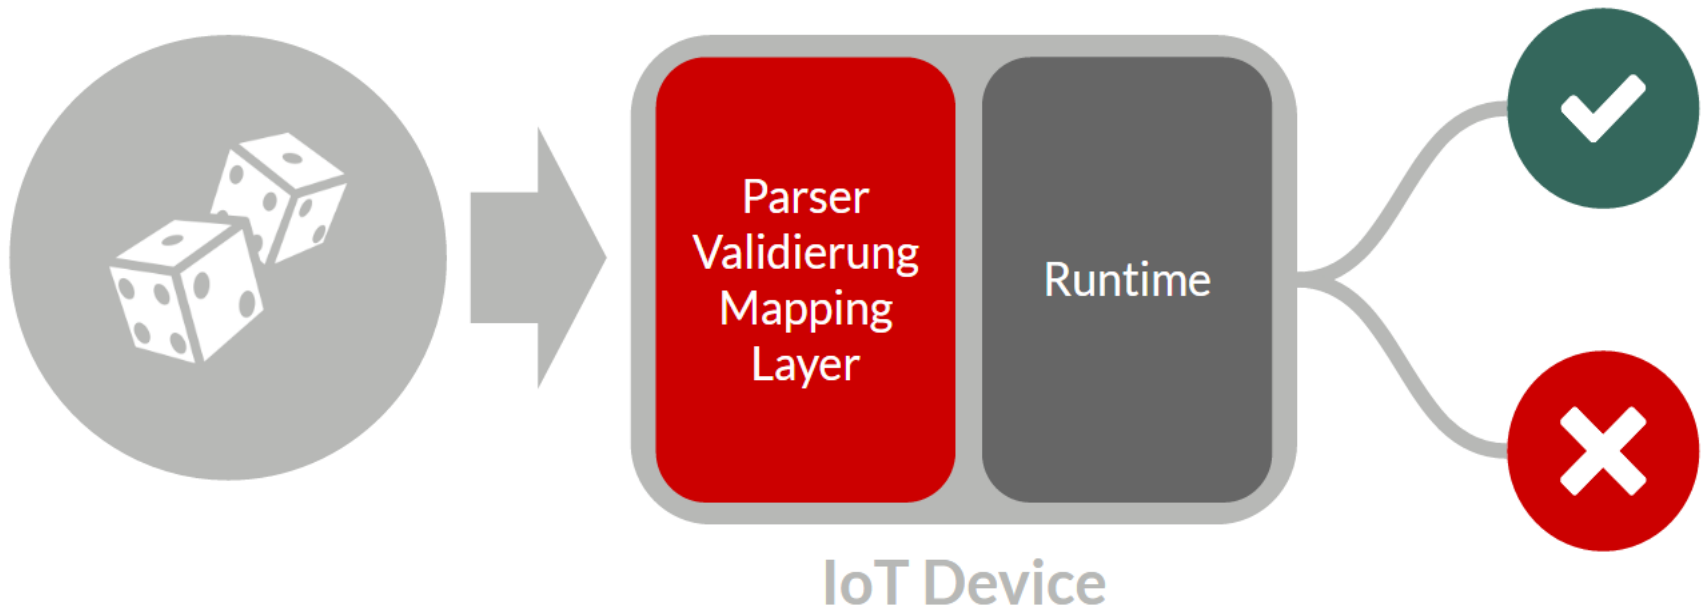 Parser
Validierung
Mapping
Layer
Runtime
IoT Device